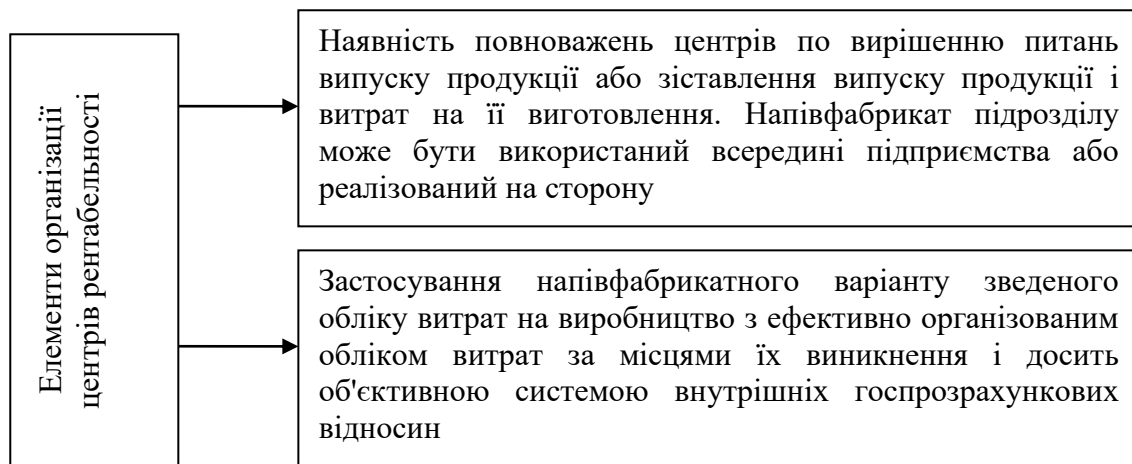 Елементи організації
центрів рентабельності
Наявність повноважень центрів по вирішенню питань
випуску продукції або зіставлення випуску продукції і
витрат на її виготовлення. Напівфабрикат підрозділу
може бути використаний всередині підприємства або
реалізований на сторону
Застосування напівфабрикатного варіанту зведеного
обліку витрат на виробництво з ефективно організованим
обліком витрат за місцями їх виникнення і досить
об'єктивною системою внутрішніх госпрозрахункових
відносин